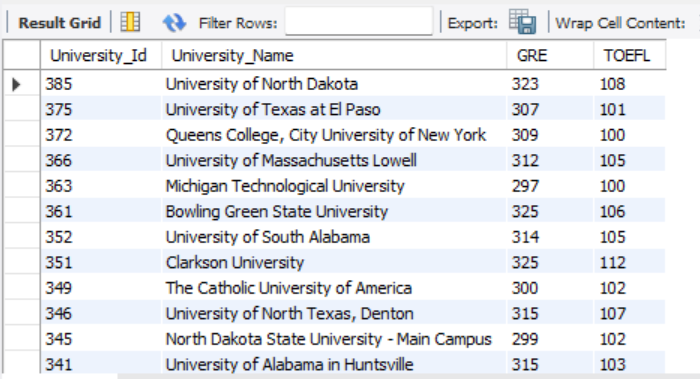 Result Grid Filter Rows: Export: Wrap Cell Content:
University_Id University_Name GRE TOEFL
385 University of North Dakota 323 108
375 University of Texas at El Paso 307 101
372 Queens College, City University of New York 309 100
366 University of Massachusetts Lowell 312 105
363 Michigan Technological University 297 100
361 Bowling Green State University 325 106
352 University of South Alabama 314 105
351 Clarkson University 325 112
349 The Catholic University of America 300 102
346 University of North Texas, Denton 315 107
345 North Dakota State University - Main Campus 299 102
341 University of Alabama in Huntsville 315 103